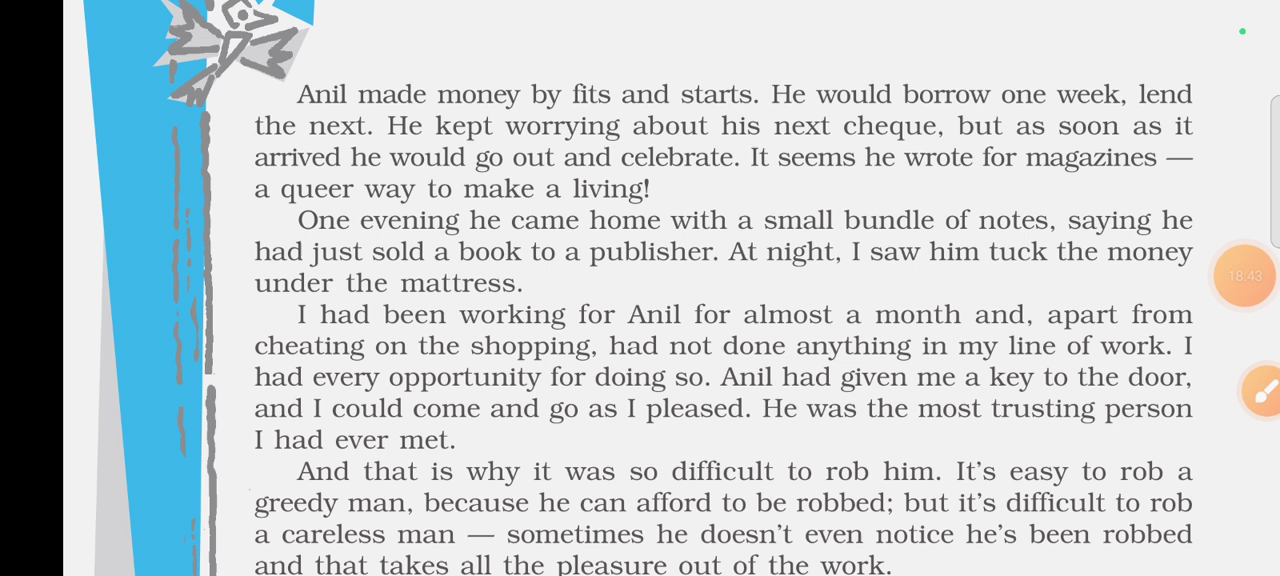 Anil made money by fits and starts. He would borrow one week, lend
the next. He kept worrying about his next cheque, but as soon as it
arrived he would go out and celebrate. It seems he wrote for magazines —
a queer way to make a living!
One evening he came home with a small bundle of notes, saying he
had just sold a book to a publisher. At night, I saw him tuck the money
under the mattress.
I had been working for Anil for almost a month and, apart from
cheating on the shopping, had not done anything in my line of work. I
had every opportunity for doing so. Anil had given me a key to the door,
and I could come and go as I pleased. He was the most trusting person
I had ever met.
And that is why it was so difficult to rob him. It’s easy to rob a
greedy man, because he can afford to be robbed; but it’s difficult to rob
a careless man — sometimes he doesn’t even notice he’s been robbed
and that takes all the pleasure out of the work.
18:43